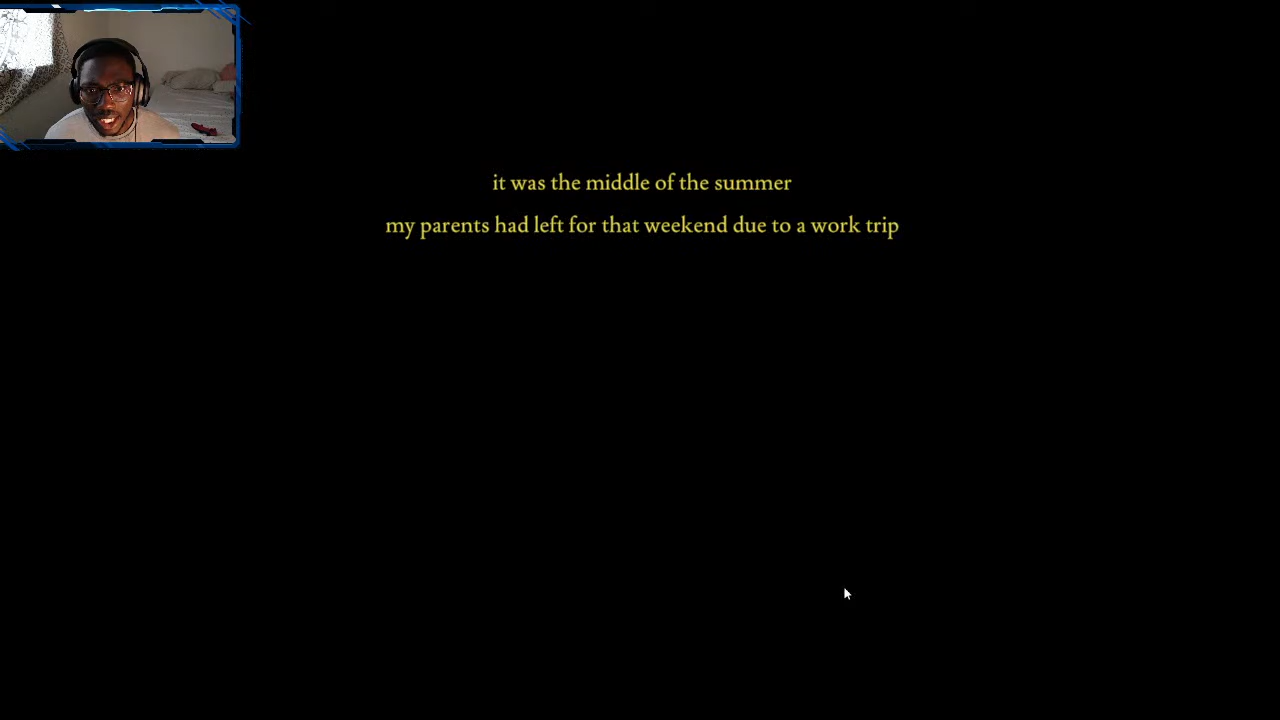 it was the middle of the summer
my parents had left for that weekend due to a work trip